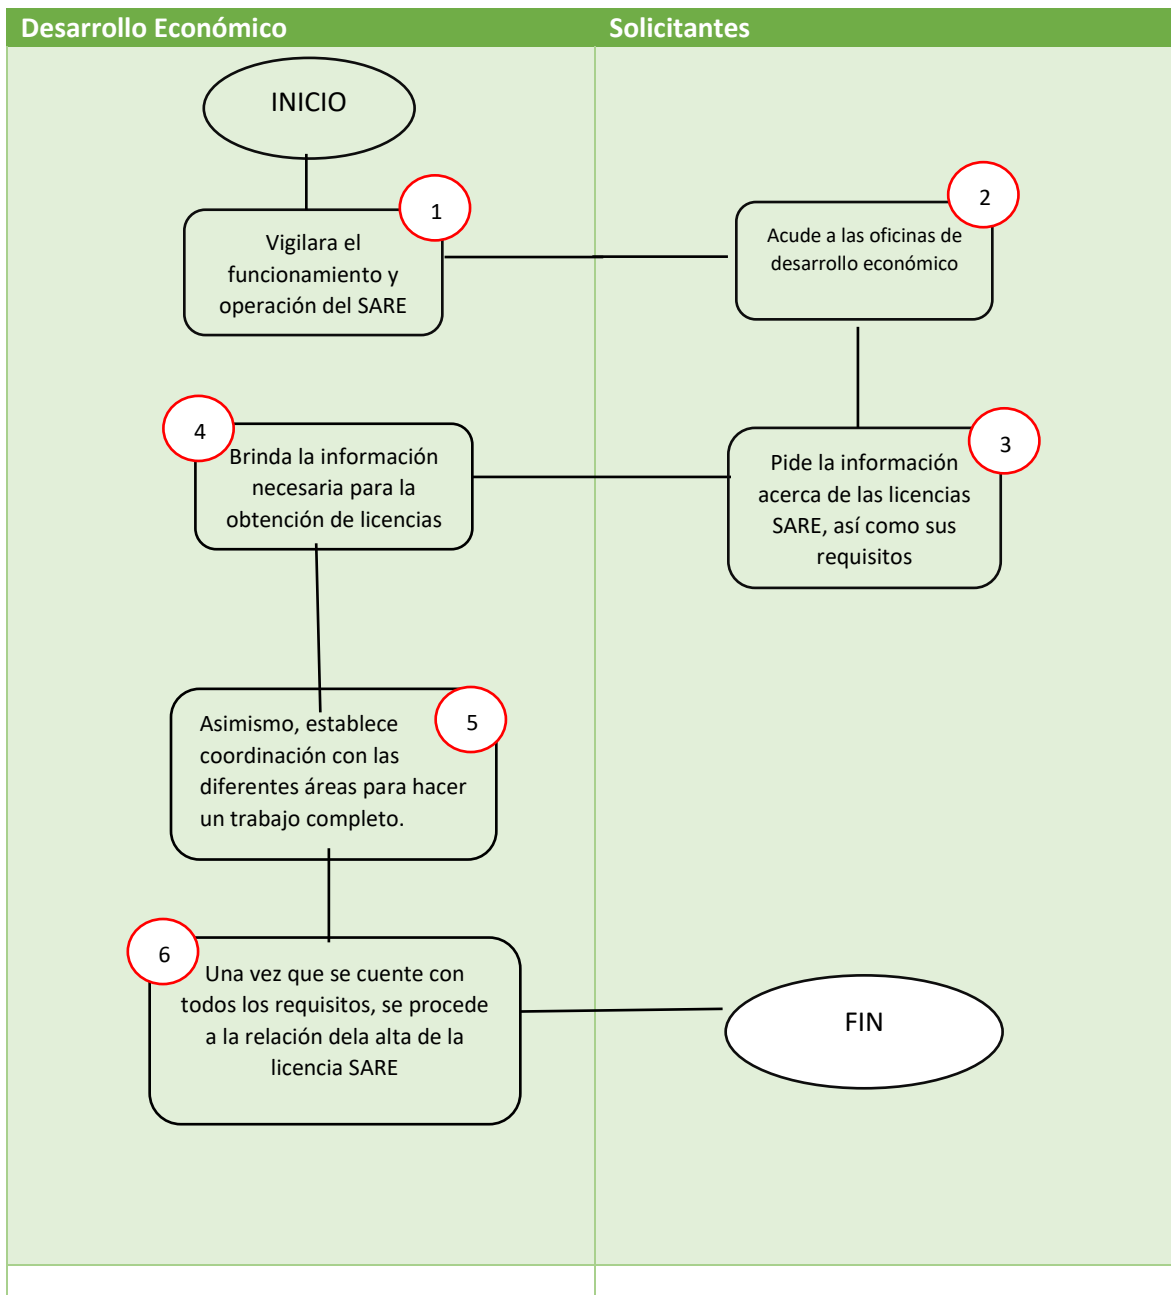 Desarrollo Económico
Solicitantes
INICIO
1
Vigilara el
funcionamiento y
operación del SARE
2
Acude a las oficinas de
desarrollo económico
3
Pide la información
acerca de las licencias
SARE, así como sus
requisitos
4
Brinda la información
necesaria para la
obtención de licencias
5
Asimismo, establece
coordinación con las
diferentes áreas para hacer
un trabajo completo.
6
Una vez que se cuente con
todos los requisitos, se procede
a la relación dela alta de la
licencia SARE
FIN